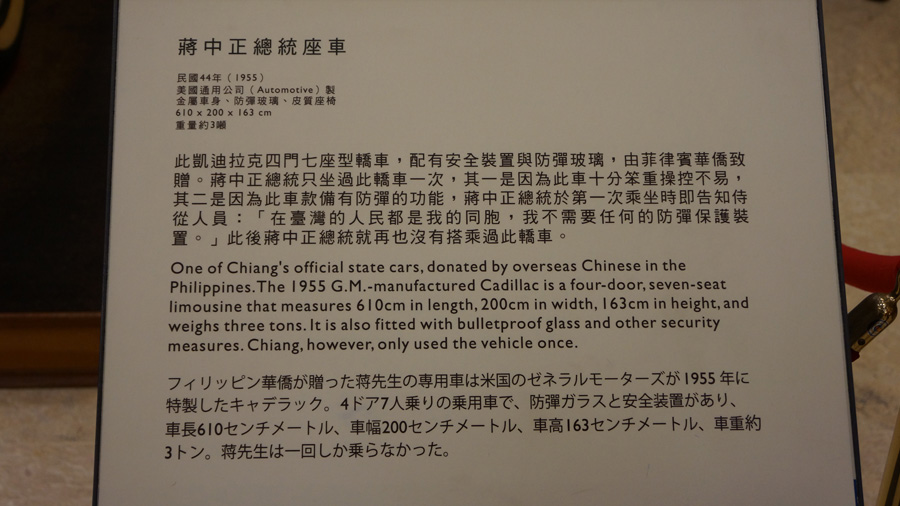 蔣中正總統座車
民國44年（1955）
美國通用公司（Automotive）製
金屬車身、防彈玻璃、皮質座椅
610 x 200 x 163 cm
重量約3噸
此凱迪拉克四門七座型轎車，配有安全裝置與防彈玻璃，由菲律賓華僑致
贈。蔣中正總統只坐過此轎車一次，其一是因為此車十分笨重操控不易，
其二是因為此車款備有防彈的功能，蔣中正總統於第一次乘坐時即告知侍
從人員：「在臺灣的人民都是我的同胞，我不需要任何的防彈保護裝
置。」此後蔣中正總統就再也沒有搭乘過此轎車。
One of Chiang's official state cars, donated by overseas Chinese in the
Philippines. The 1955 G.M.-manufactured Cadillac is a four-door, seven-seat
limousine that measures 610cm in length, 200cm in width, 163cm in height, and
weighs three tons. It is also fitted with bulletproof glass and other security
measures. Chiang, however, only used the vehicle once.
フィリッピン華僑が贈った蒋先生の専用車は米国のゼネラルモーターズが1955年に
特製したキャデラック。4ドア7人乗りの乗用車で、防彈ガラスと安全装置があり、
車長610センチメートル、車幅200センチメートル、車高163センチメートル、車重約
3トン。蒋先生は一回しか乗らなかった。